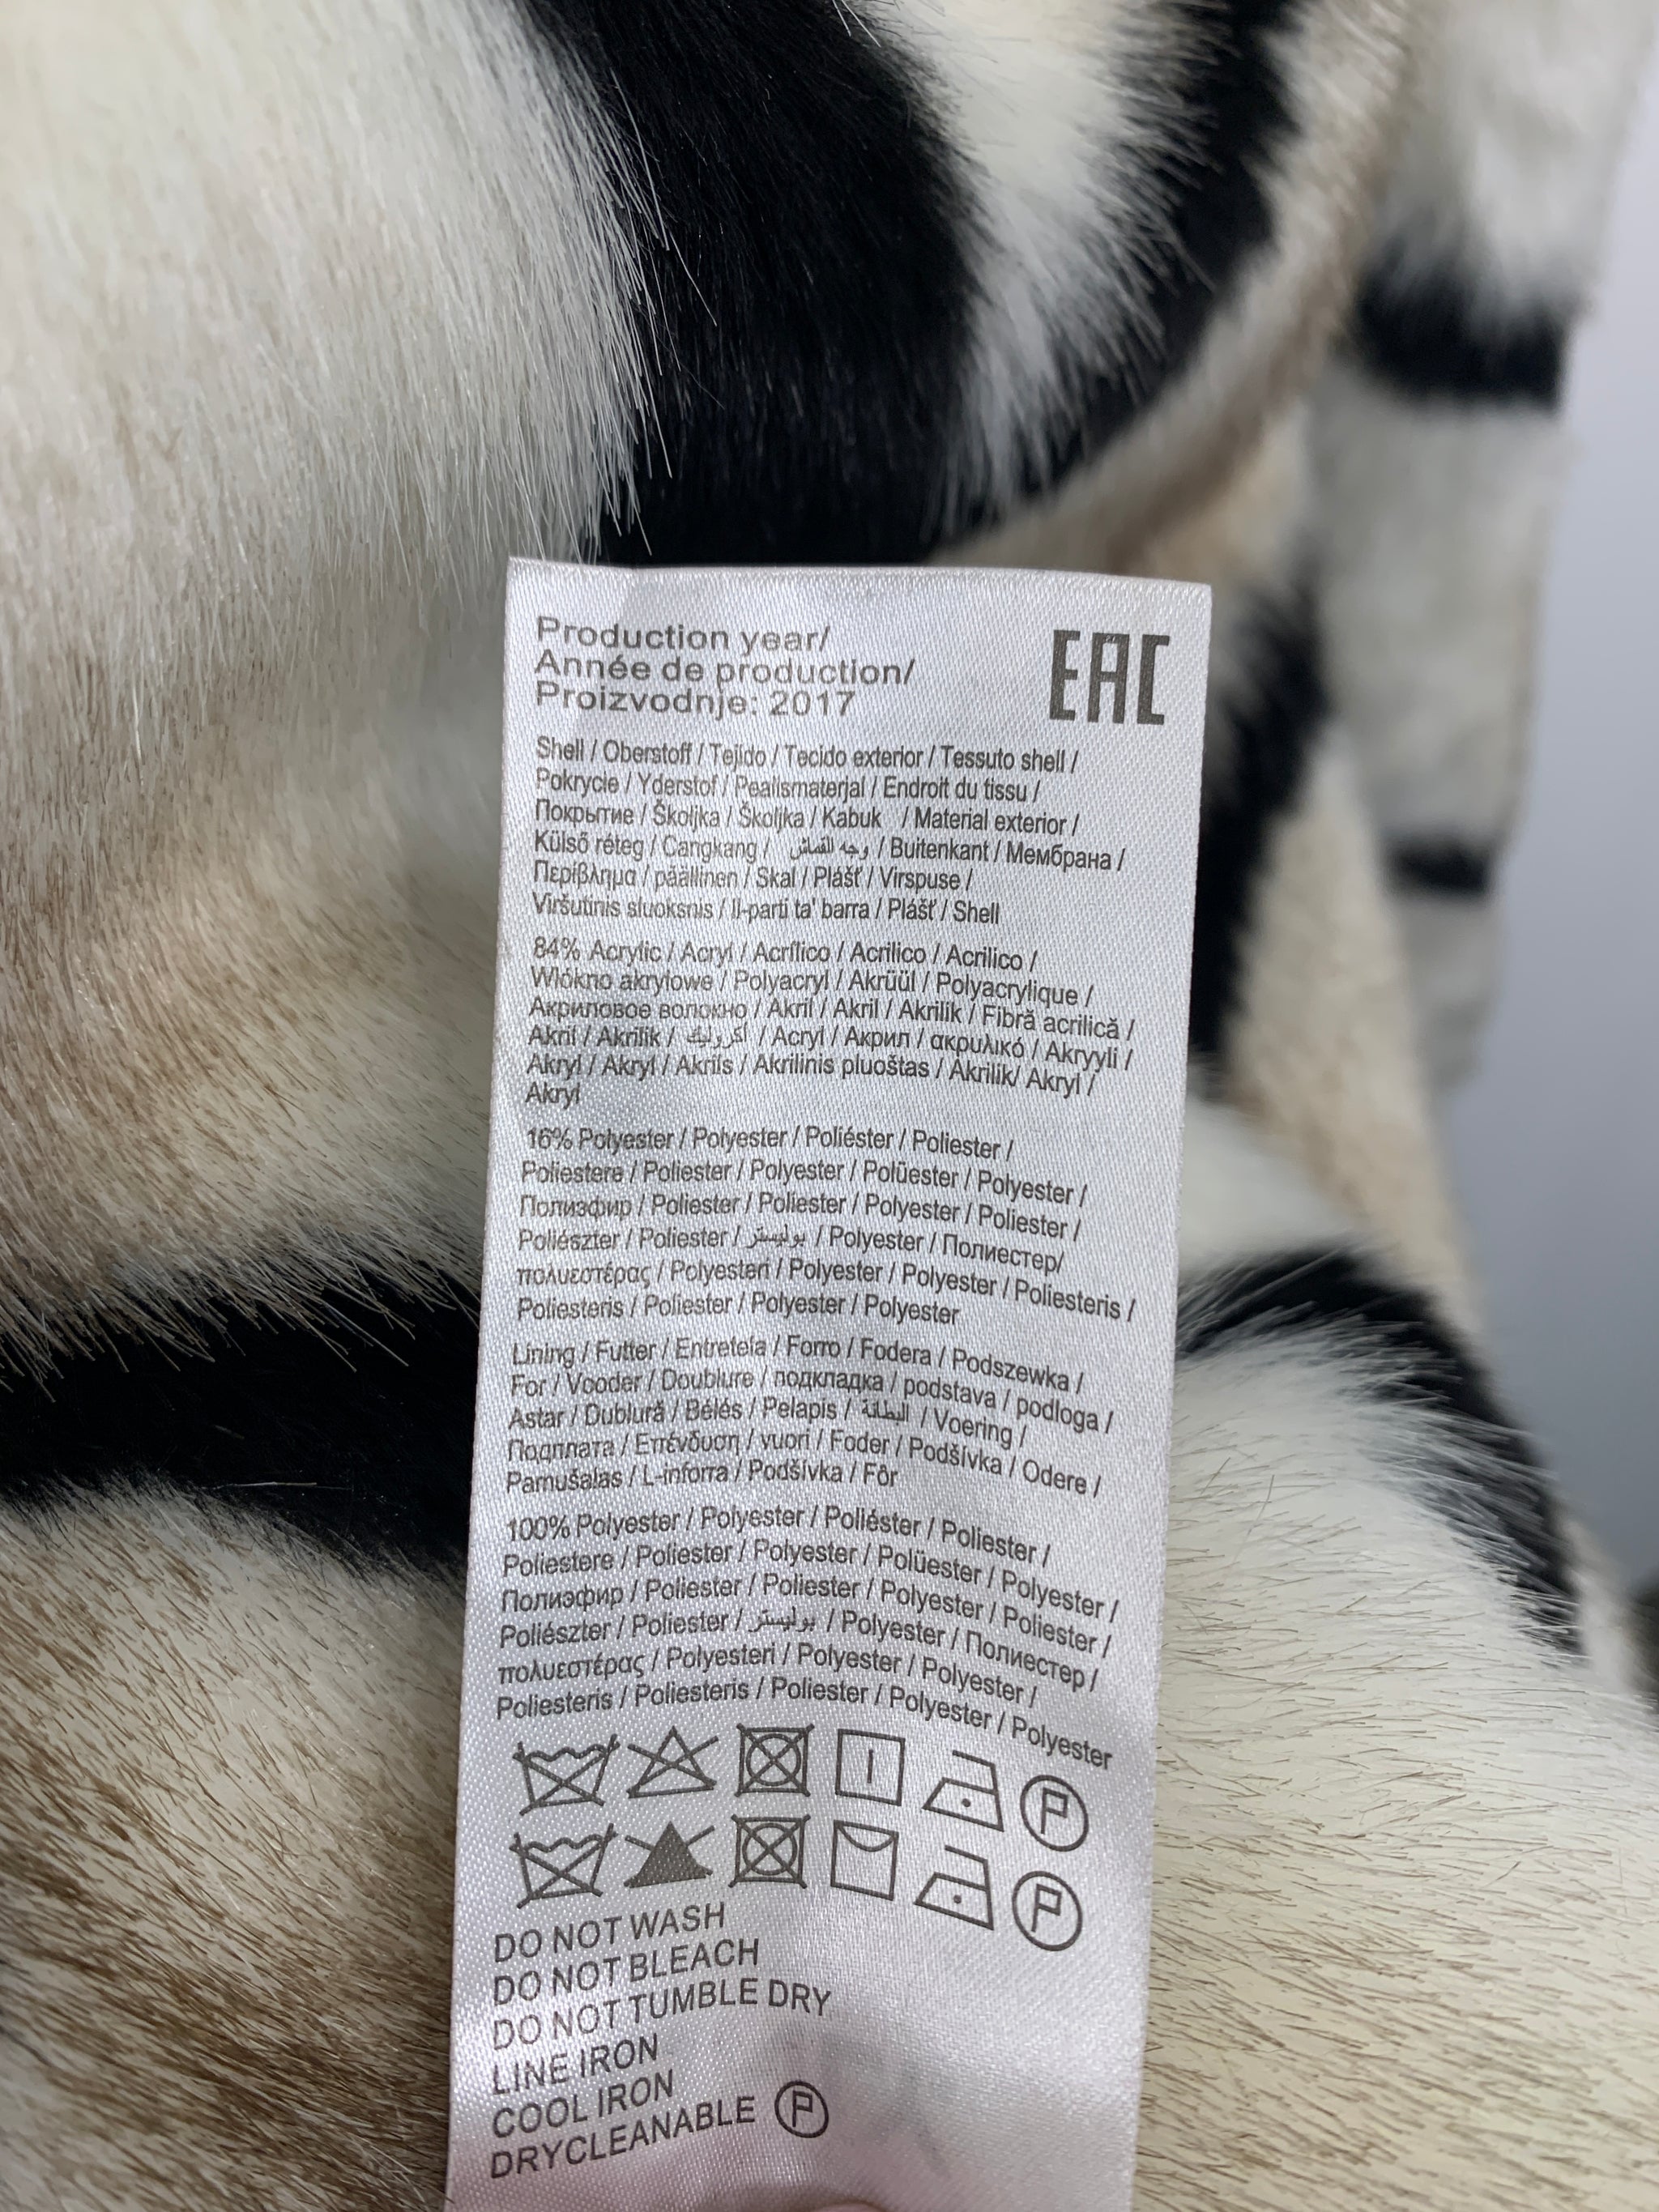 Production year/
Année de production/
Proizvodnje: 2017
EAC
Shell / Oberstoff / Tejido / Tecido exterior / Tessuto shell /
Pokrycie / Yderstof / Pealismaterjal / Endroit du tissu /
Покрытие / Školjka / Školjka / Kabuk / Material exterior /
Külső réteg / Cangkang / وجه القماش / Buitenkant / Мембрана /
Περίβλημα / päällinen / Skal / Plášť / Virspuse /
Viršutinis sluoksnis / Il-parti ta' barra / Plášť / Shell
84% Acrylic / Acryl / Acrílico / Acrilico / Acrilico /
Wlókno akrylowe / Polyacryl / Akrüül / Polyacrylique /
Акриловое волокно / Akril / Akril / Akrilik / Fibră acrilică /
Akril / Akrilik / أكروليك / Acryl / Акрил / ακρυλικό / Akryyli /
Akryl / Akryl / Akrils / Akrilinis pluoštas / Akrilik/ Akryl /
Akryl
16% Polyester / Polyester / Poliéster / Poliester /
Poliestere / Poliester / Polyester / Polüester / Polyester /
Полиэфир / Poliester / Poliester / Polyester / Poliester /
Poliészter / Poliester / بوليستر / Polyester / Полиестер/
πολυεστέρας / Polyesteri / Polyester / Polyester / Poliesteris /
Poliesteris / Poliester / Polyester / Polyester
Lining / Futter / Entretela / Forro / Fodera / Podszewka /
For / Vooder / Doublure / подкладка / podstava / podloga /
Astar / Dublură / Bélés / Pelapis / البطانة / Voering /
Подплата / Επένδυση / vuori / Foder / Podšívka / Odere /
Pamušalas / L-inforra / Podšívka / Fôr
100% Polyester / Polyester / Poliéster / Poliester /
Poliestere / Poliester / Polyester / Polüester / Polyester /
Полиэфир / Poliester / Poliester / Polyester / Poliester /
Poliészter / Poliester / بوليستر / Polyester / Полиестер /
πολυεστέρας / Polyesteri / Polyester / Polyester /
Poliesteris / Poliesteris / Poliester / Polyester / Polyester
P
P
DO NOT WASH
DO NOT BLEACH
DO NOT TUMBLE DRY
LINE IRON
COOL IRON
DRYCLEANABLE P